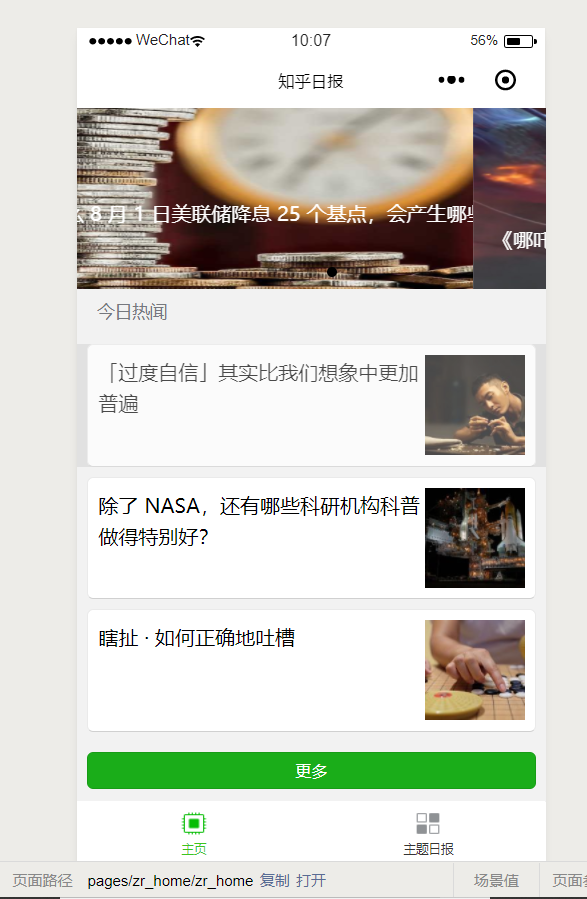 WeChat 10:07 56%
知乎日报
8 月 1 日美联储降息 25 个基点，会产生哪些
《哪吒
今日热闻
「过度自信」其实比我们想象中更加
普遍
除了 NASA，还有哪些科研机构科普
做得特别好？
瞎扯 · 如何正确地吐槽
更多
主页 主题日报
页面路径 pages/zr_home/zr_home 复制 打开 场景值 页面